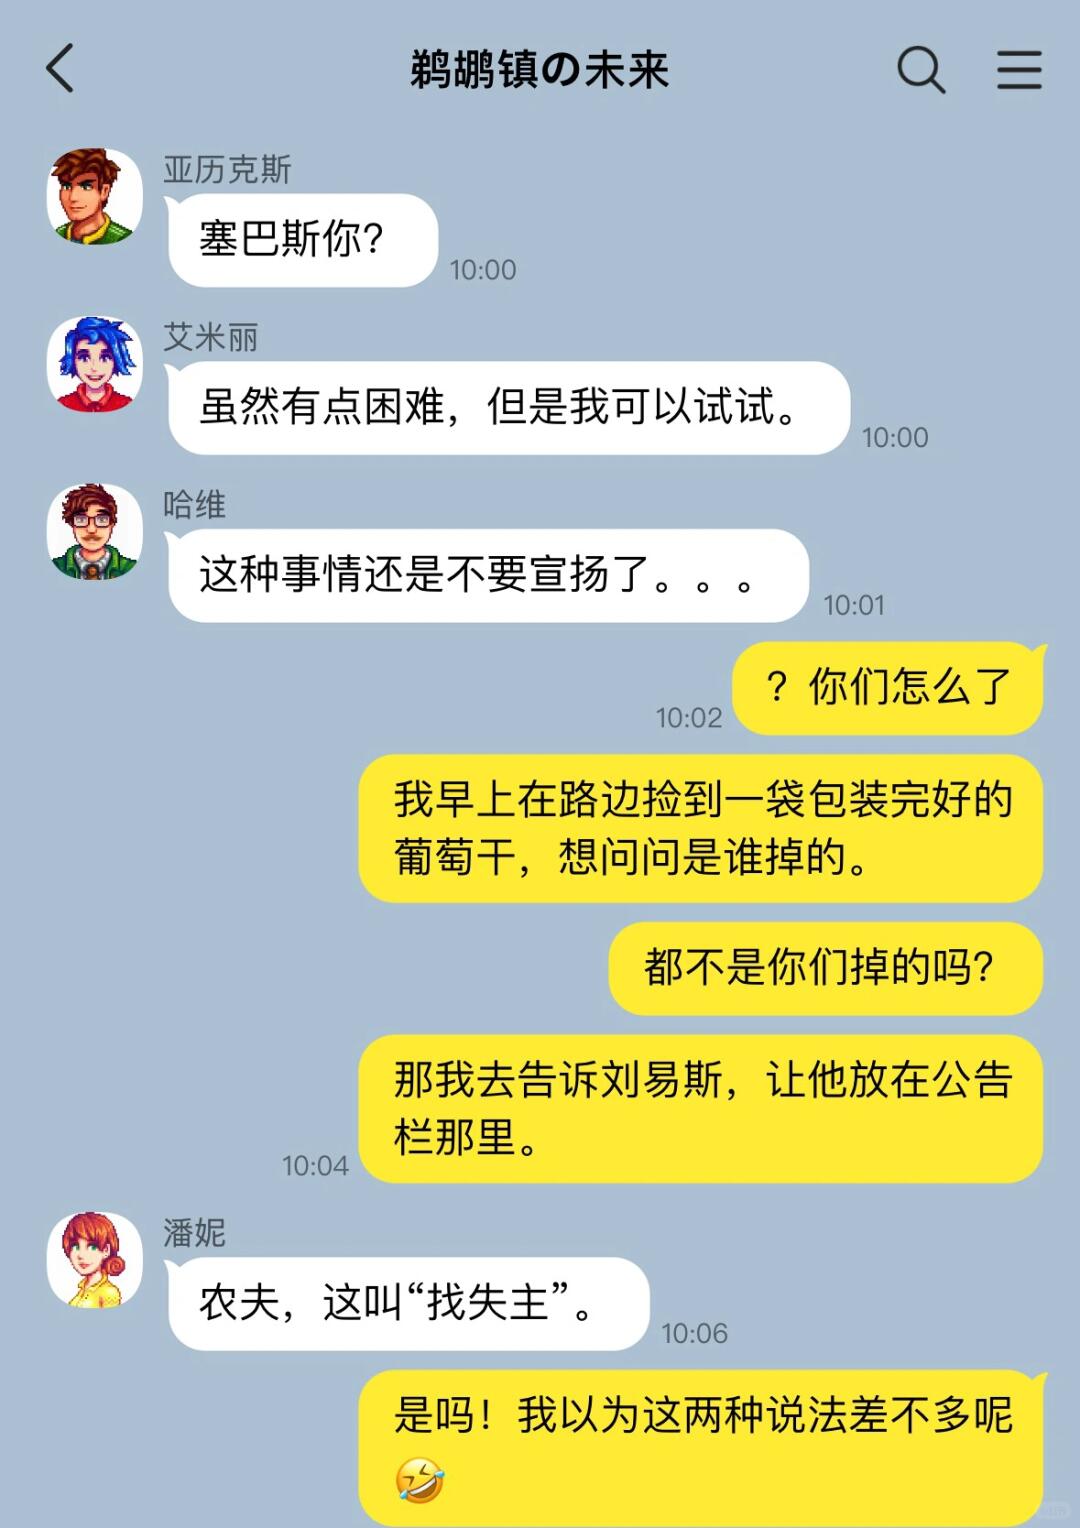 鹈鹕镇の未来
亚历克斯
塞巴斯你？
10:00
艾米丽
虽然有点困难，但是我可以试试。
10:00
哈维
这种事情还是不要宣扬了。。。
10:01
？你们怎么了
10:02
我早上在路边捡到一袋包装完好的
葡萄干，想问问是谁掉的。
都不是你们掉的吗？
那我去告诉刘易斯，让他放在公告
栏那里。
10:04
潘妮
农夫，这叫“找失主”。
10:06
是吗！我以为这两种说法差不多呢
🤣